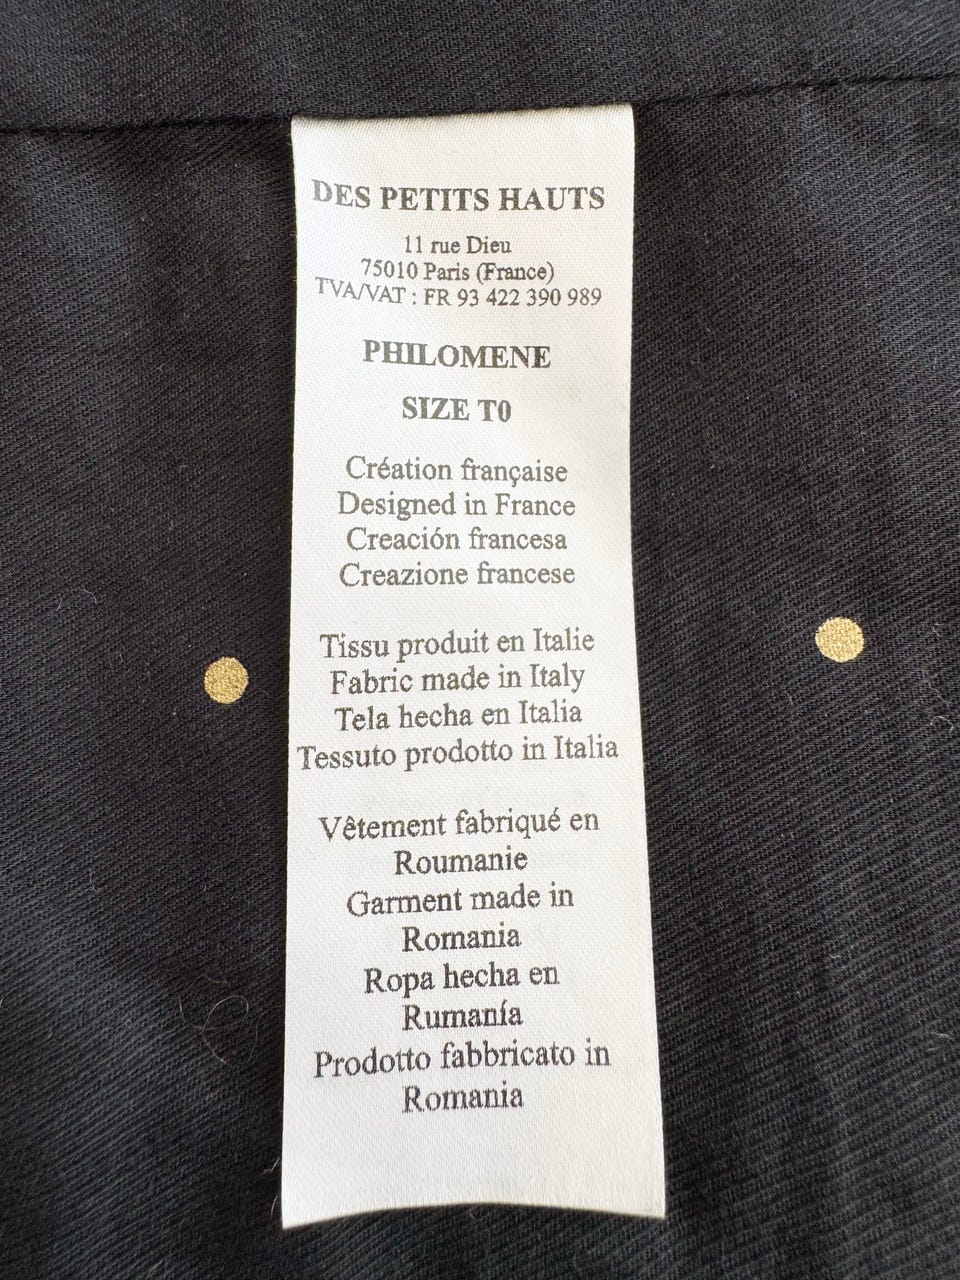 DES PETITS HAUTS
11 rue Dieu
75010 Paris (France)
TVA/VAT : FR 93 422 390 989
PHILOMENE
SIZE T0
Création française
Designed in France
Creación francesa
Creazione francese
Tissu produit en Italie
Fabric made in Italy
Tela hecha en Italia
Tessuto prodotto in Italia
Vêtement fabriqué en
Roumanie
Garment made in
Romania
Ropa hecha en
Rumanía
Prodotto fabbricato in
Romania